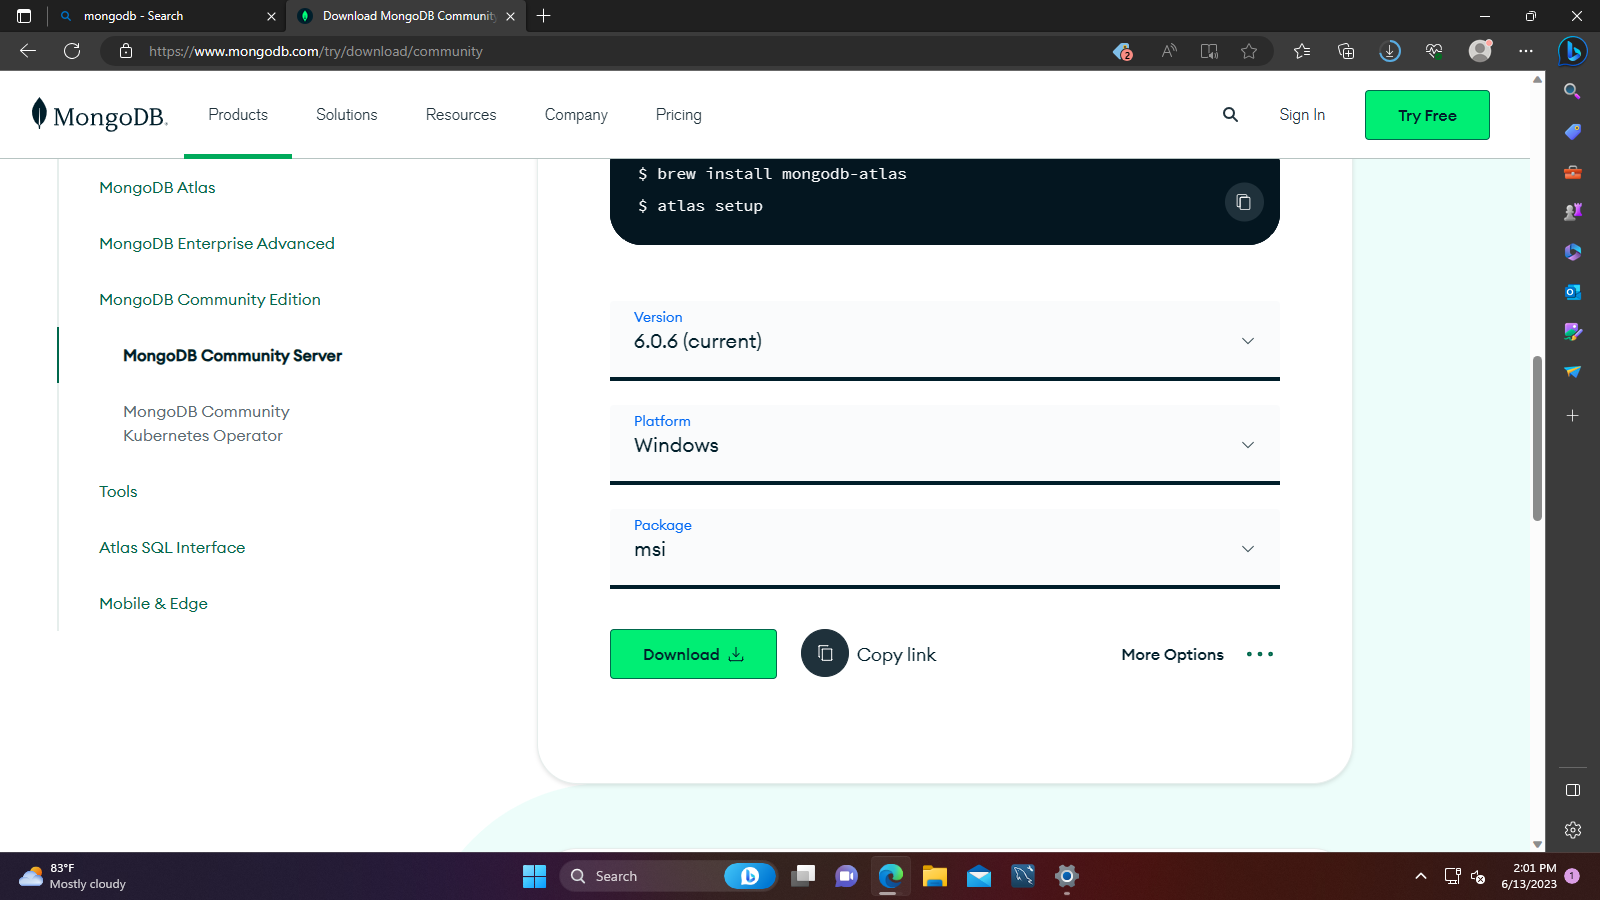 mongodb - Search
Download MongoDB Community
https://www.mongodb.com/try/download/community
2
MongoDB.
Products
Solutions
Resources
Company
Pricing
Sign In
Try Free
MongoDB Atlas
MongoDB Enterprise Advanced
MongoDB Community Edition
MongoDB Community Server
MongoDB Community
Kubernetes Operator
Tools
Atlas SQL Interface
Mobile & Edge
$ brew install mongodb-atlas
$ atlas setup
Version
6.0.6 (current)
Platform
Windows
Package
msi
Download
Copy link
More Options
83°F
Mostly cloudy
Search
2:01 PM
6/13/2023
1